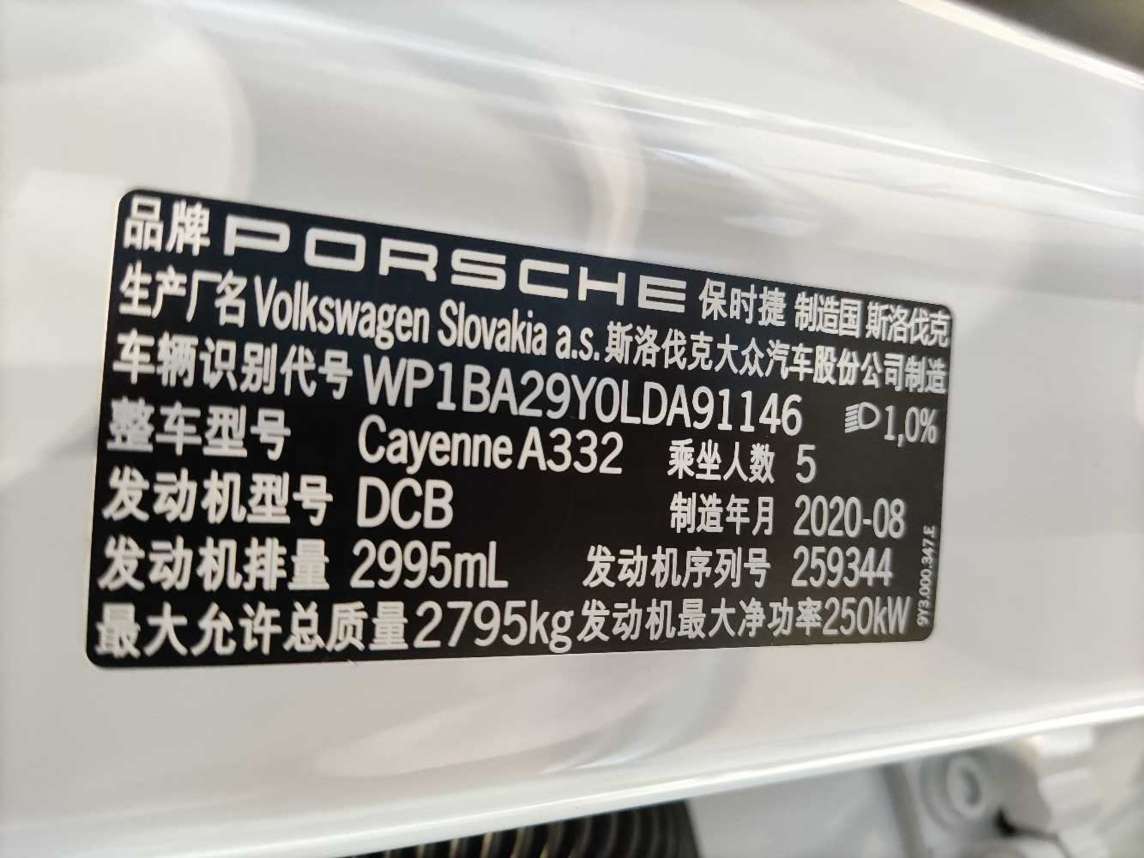 品牌 PORSCHE 保时捷 制造国 斯洛伐克
生产厂名 Volkswagen Slovakia a.s. 斯洛伐克大众汽车股份公司制造
车辆识别代号 WP1BA29Y0LDA91146 1,0%
整车型号 Cayenne A332 乘坐人数 5
发动机型号 DCB 制造年月 2020-08
发动机排量 2995mL 发动机序列号 259344
最大允许总质量 2795kg 发动机最大净功率 250kW
9Y3.000.347.E